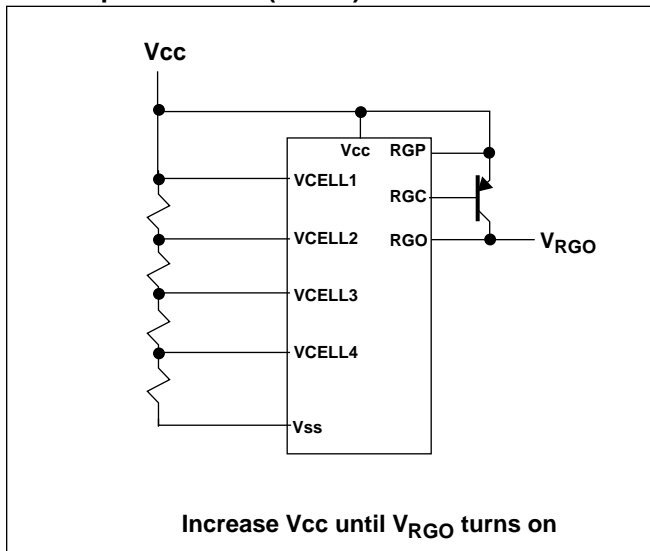 Vcc
Vcc RGP
VCELL1
RGC
VCELL2
RGO
VRGO
VCELL3
VCELL4
Vss
Increase Vcc until VRGO turns on